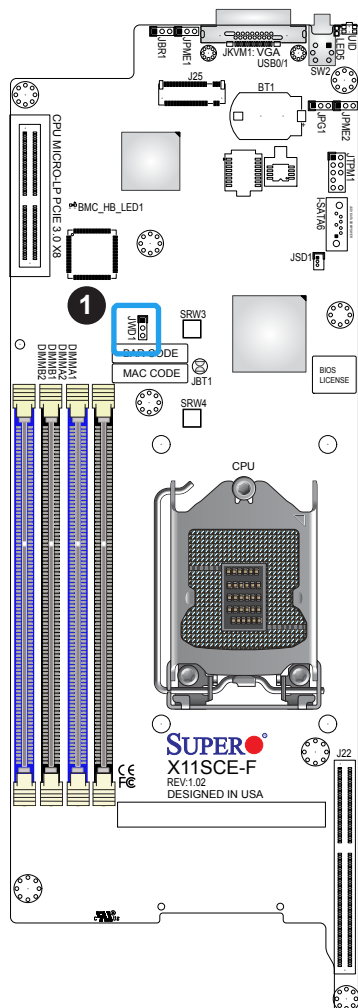 JBR1
JPME1
JKVM1: VGA
USB0/1
SW2
LED5
UID
J25
BT1
JPG1
JPME2
CPU MICRO-LP PCIE 3.0 X8
JTPM1
I-SATA6
BMC_HB_LED1
JSD1
1
JWD1
SRW3
BAR CODE
MAC CODE
JBT1
BIOS
LICENSE
DIMMB2
DIMMB1
DIMMA2
DIMMA1
SRW4
CPU
SUPER
X11SCE-F
REV:1.02
DESIGNED IN USA
CE
FC
J22